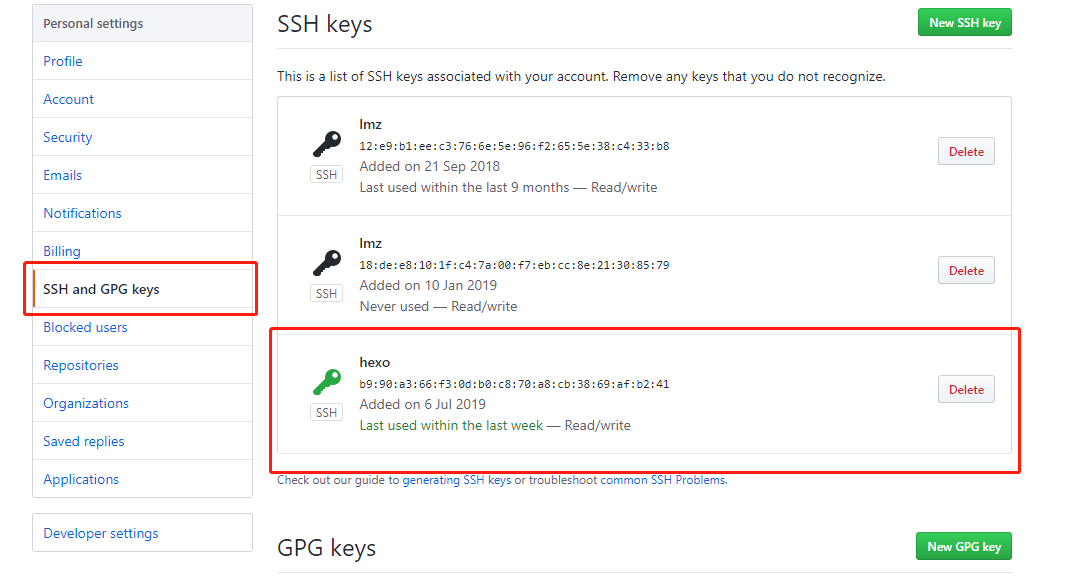 Personal settings
Profile
Account
Security
Emails
Notifications
Billing
SSH and GPG keys
Blocked users
Repositories
Organizations
Saved replies
Applications
Developer settings
SSH keys
New SSH key
This is a list of SSH keys associated with your account. Remove any keys that you do not recognize.
lmz
12:e9:b1:ee:c3:76:6e:5e:96:f2:65:5e:38:c4:33:b8
Added on 21 Sep 2018
Last used within the last 9 months — Read/write
SSH
Delete
lmz
18:de:e8:10:1f:c4:7a:00:f7:eb:cc:8e:21:30:85:79
Added on 10 Jan 2019
Never used — Read/write
SSH
Delete
hexo
b9:90:a3:66:f3:0d:b0:c8:70:a8:cb:38:69:af:b2:41
Added on 6 Jul 2019
Last used within the last week — Read/write
SSH
Delete
Check out our guide to generating SSH keys or troubleshoot common SSH Problems.
GPG keys
New GPG key